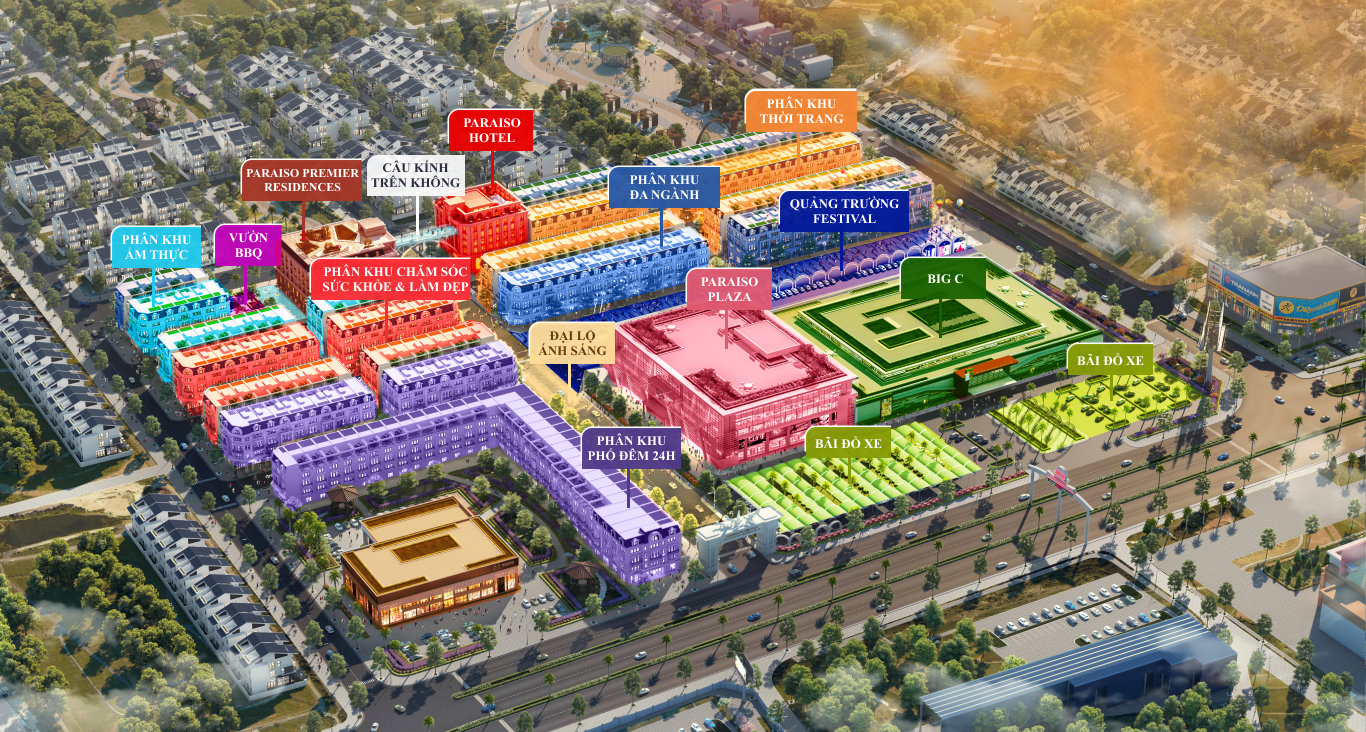 PHÂN KHU
THỜI TRANG
PARAISO
HOTEL
CẦU KÍNH
TRÊN KHÔNG
PARAISO PREMIER
RESIDENCES
PHÂN KHU
ĐA NGÀNH
QUẢNG TRƯỜNG
FESTIVAL
PHÂN KHU
ẨM THỰC
VƯỜN
BBQ
PHÂN KHU CHĂM SÓC
SỨC KHỎE & LÀM ĐẸP
PARAISO
PLAZA
BIG C
ĐẠI LỘ
ÁNH SÁNG
BÃI ĐỖ XE
BÃI ĐỖ XE
PHÂN KHU
PHỐ ĐÊM 24H